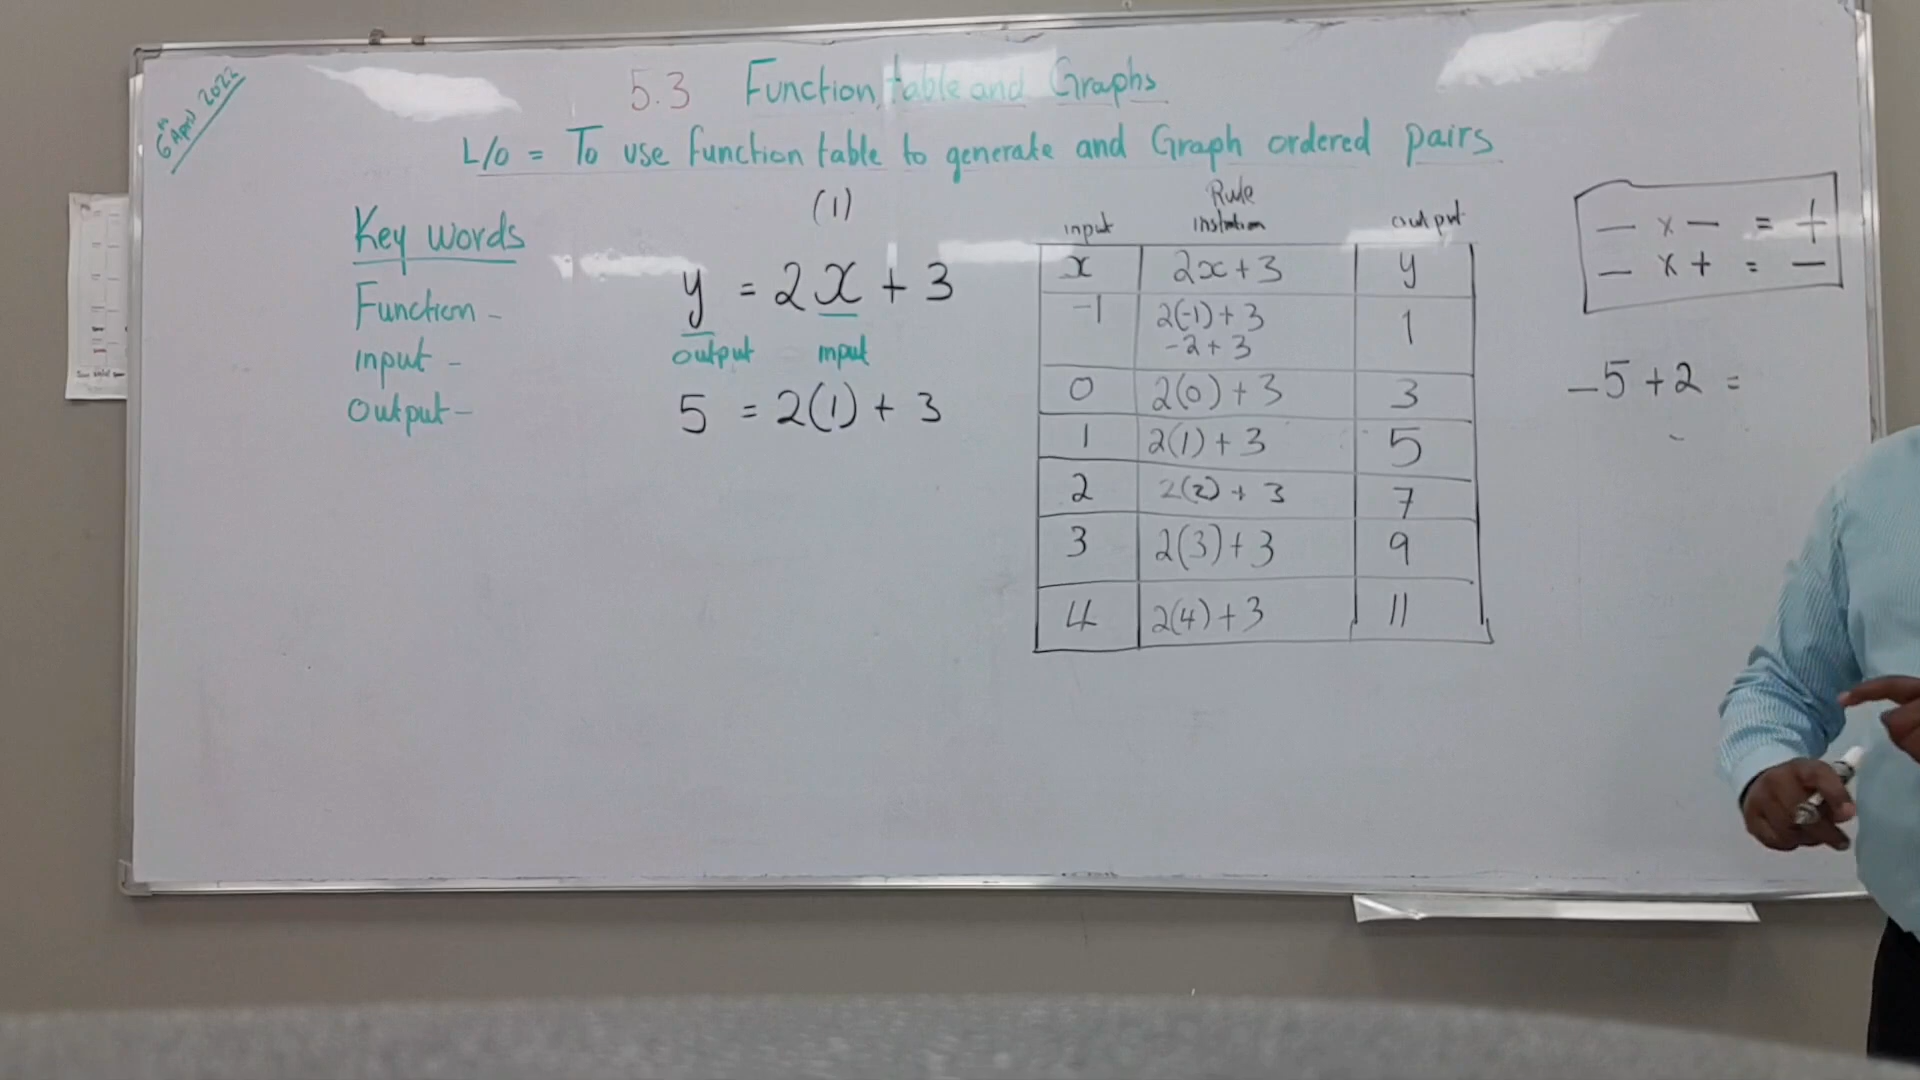 6th April 2022
5.3 Function, table and Graphs
L/o = To use function table to generate and Graph ordered pairs
Key words
Function -
input -
Output -
(1)
y = 2x + 3
output input
5 = 2(1) + 3
Rule
input output
x 2x + 3 y
-1 2(-1) + 3 1
-2 + 3
0 2(0) + 3 3
1 2(1) + 3 5
2 2(2) + 3 7
3 2(3) + 3 9
4 2(4) + 3 11
- x - = +
- x + = -
-5 + 2 =